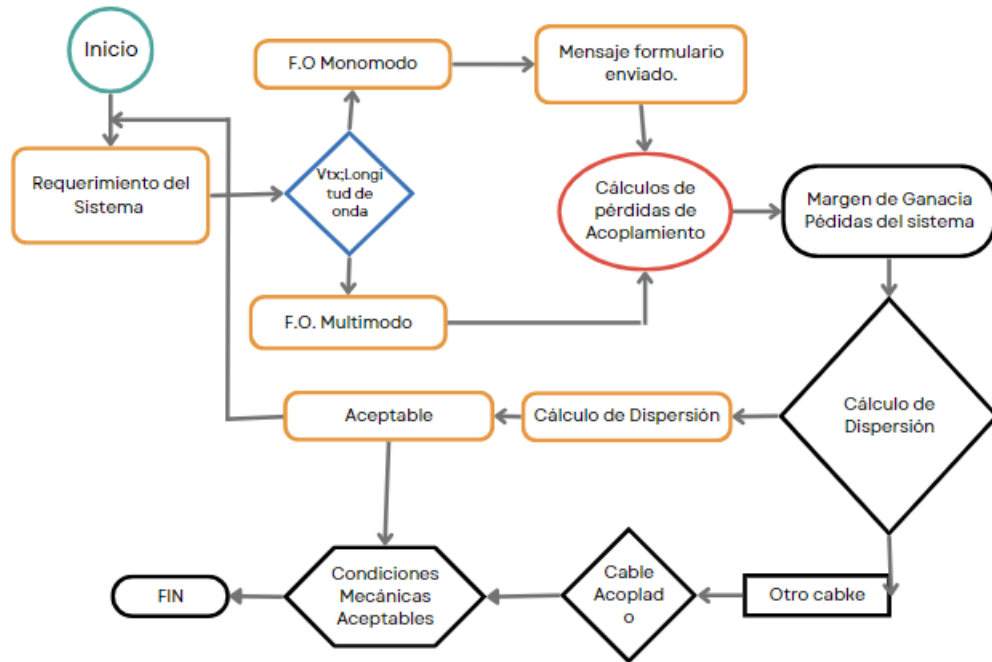 Inicio
F.O Monomodo
Mensaje formulario
enviado.
Requerimiento del
Sistema
Vtx;Longi
tud de
onda
Cálculos de
pérdidas de
Acoplamiento
Margen de Ganacia
Pédidas del sistema
F.O. Multimodo
Aceptable
Cálculo de Dispersión
Cálculo de
Dispersión
FIN
Condiciones
Mecánicas
Aceptables
Cable
Acoplad
o
Otro cabke